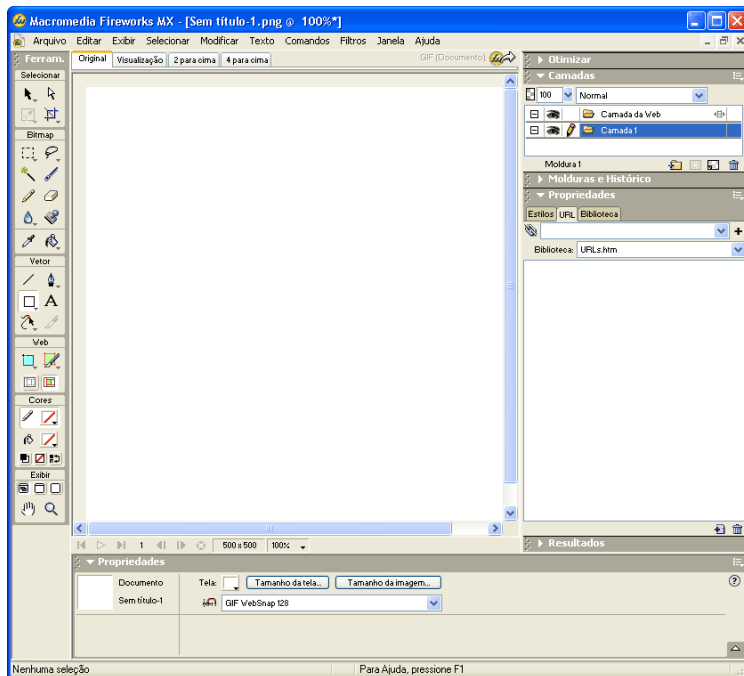 Macromedia Fireworks MX - [Sem título-1.png @ 100%*]
Arquivo Editar Exibir Selecionar Modificar Texto Comandos Filtros Janela Ajuda
Ferram.
Selecionar
Bitmap
Vetor
A
Web
Cores
Exibir
Original Visualização 2 para cima 4 para cima GIF (Documento)
1 500 x 500 100%
Otimizar
Camadas
100 Normal
Camada da Web
Camada 1
Moldura 1
Molduras e Histórico
Propriedades
Estilos URL Biblioteca
Biblioteca: URLs.htm
Resultados
Propriedades
Documento Tela: Tamanho da tela... Tamanho da imagem...
Sem título-1 GIF WebSnap 128
Nenhuma seleção Para Ajuda, pressione F1